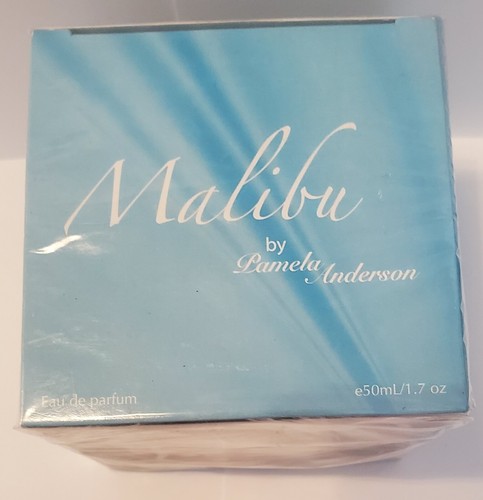 Malibu
by
Pamela Anderson
Eau de parfum
e50mL/1.7 oz